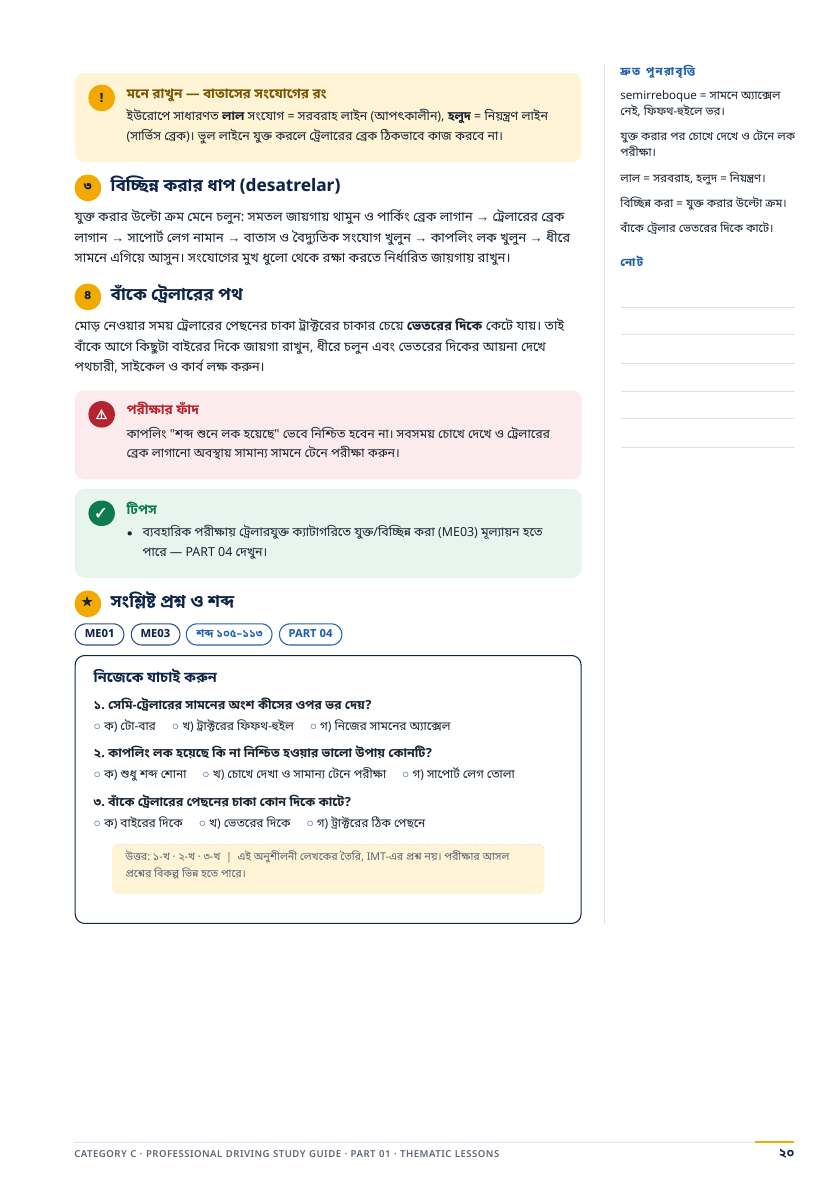 !
মনে রাখুন — বাতাসের সংযোগের রং
ইউরোপে সাধারণত লাল সংযোগ = সরবরাহ লাইন (আপৎকালীন), হলুদ = নিয়ন্ত্রণ লাইন
(সার্ভিস ব্রেক)। ভুল লাইনে যুক্ত করলে ট্রেলারের ব্রেক ঠিকভাবে কাজ করবে না।
৩ বিচ্ছিন্ন করার ধাপ (desatrelar)
যুক্ত করার উল্টো ক্রম মেনে চলুন: সমতল জায়গায় থামুন ও পার্কিং ব্রেক লাগান → ট্রেলারের ব্রেক
লাগান → সাপোর্ট লেগ নামান → বাতাস ও বৈদ্যুতিক সংযোগ খুলুন → কাপলিং লক খুলুন → ধীরে
সামনে এগিয়ে আসুন। সংযোগের মুখ ধুলো থেকে রক্ষা করতে নির্ধারিত জায়গায় রাখুন।
৪ বাঁকে ট্রেলারের পথ
মোড় নেওয়ার সময় ট্রেলারের পেছনের চাকা ট্রাক্টরের চাকার চেয়ে ভেতরের দিকে কেটে যায়। তাই
বাঁকে আগে কিছুটা বাইরের দিকে জায়গা রাখুন, ধীরে চলুন এবং ভেতরের দিকের আয়না দেখে
পথচারী, সাইকেল ও কার্ব লক্ষ করুন।
⚠ পরীক্ষার ফাঁদ
কাপলিং "শব্দ শুনে লক হয়েছে" ভেবে নিশ্চিত হবেন না। সবসময় চোখে দেখে ও ট্রেলারের
ব্রেক লাগানো অবস্থায় সামান্য সামনে টেনে পরীক্ষা করুন।
✓ টিপস
• ব্যবহারিক পরীক্ষায় ট্রেলারযুক্ত ক্যাটাগরিতে যুক্ত/বিচ্ছিন্ন করা (ME03) মূল্যায়ন হতে
পারে — PART 04 দেখুন।
★ সংশ্লিষ্ট প্রশ্ন ও শব্দ
ME01 ME03 শব্দ ১০৫–১১৩ PART 04
নিজেকে যাচাই করুন
১. সেমি-ট্রেলারের সামনের অংশ কীসের ওপর ভর দেয়?
○ ক) টো-বার ○ খ) ট্রাক্টরের ফিফথ-হুইল ○ গ) নিজের সামনের অ্যাক্সেল
২. কাপলিং লক হয়েছে কি না নিশ্চিত হওয়ার ভালো উপায় কোনটি?
○ ক) শুধু শব্দ শোনা ○ খ) চোখে দেখা ও সামান্য টেনে পরীক্ষা ○ গ) সাপোর্ট লেগ তোলা
৩. বাঁকে ট্রেলারের পেছনের চাকা কোন দিকে কাটে?
○ ক) বাইরের দিকে ○ খ) ভেতরের দিকে ○ গ) ট্রাক্টরের ঠিক পেছনে
উত্তর: ১-খ · ২-খ · ৩-খ | এই অনুশীলনী লেখকের তৈরি, IMT-এর প্রশ্ন নয়। পরীক্ষার আসল
প্রশ্নের বিকল্প ভিন্ন হতে পারে।
দ্রুত পুনরাবৃত্তি
semirreboque = সামনে অ্যাক্সেল
নেই, ফিফথ-হুইলে ভর।
যুক্ত করার পর চোখে দেখে ও টেনে লক
পরীক্ষা।
লাল = সরবরাহ, হলুদ = নিয়ন্ত্রণ।
বিচ্ছিন্ন করা = যুক্ত করার উল্টো ক্রম।
বাঁকে ট্রেলার ভেতরের দিকে কাটে।
নোট
CATEGORY C · PROFESSIONAL DRIVING STUDY GUIDE · PART 01 · THEMATIC LESSONS
২০